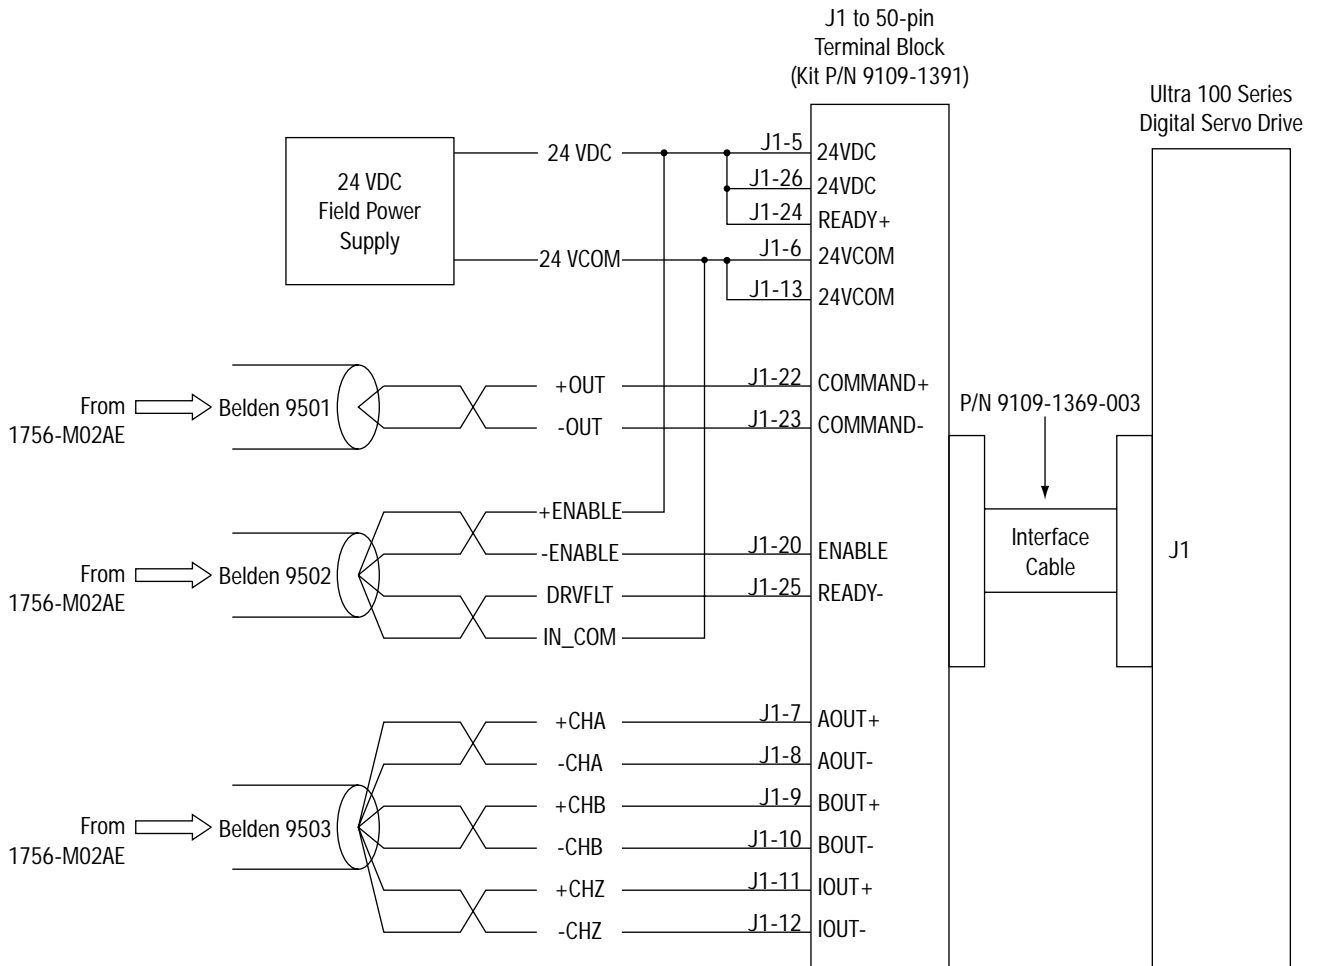 J1 to 50-pin
Terminal Block
(Kit P/N 9109-1391)
Ultra 100 Series
Digital Servo Drive
24 VDC
Field Power
Supply
24 VDC
J1-5 24VDC
J1-26 24VDC
J1-24 READY+
24 VCOM
J1-6 24VCOM
J1-13 24VCOM
From
1756-M02AE
Belden 9501
+OUT J1-22 COMMAND+
-OUT J1-23 COMMAND-
P/N 9109-1369-003
From
1756-M02AE
Belden 9502
+ENABLE
-ENABLE J1-20 ENABLE
DRVFLT J1-25 READY-
IN_COM
Interface
Cable
J1
From
1756-M02AE
Belden 9503
+CHA J1-7 AOUT+
-CHA J1-8 AOUT-
+CHB J1-9 BOUT+
-CHB J1-10 BOUT-
+CHZ J1-11 IOUT+
-CHZ J1-12 IOUT-